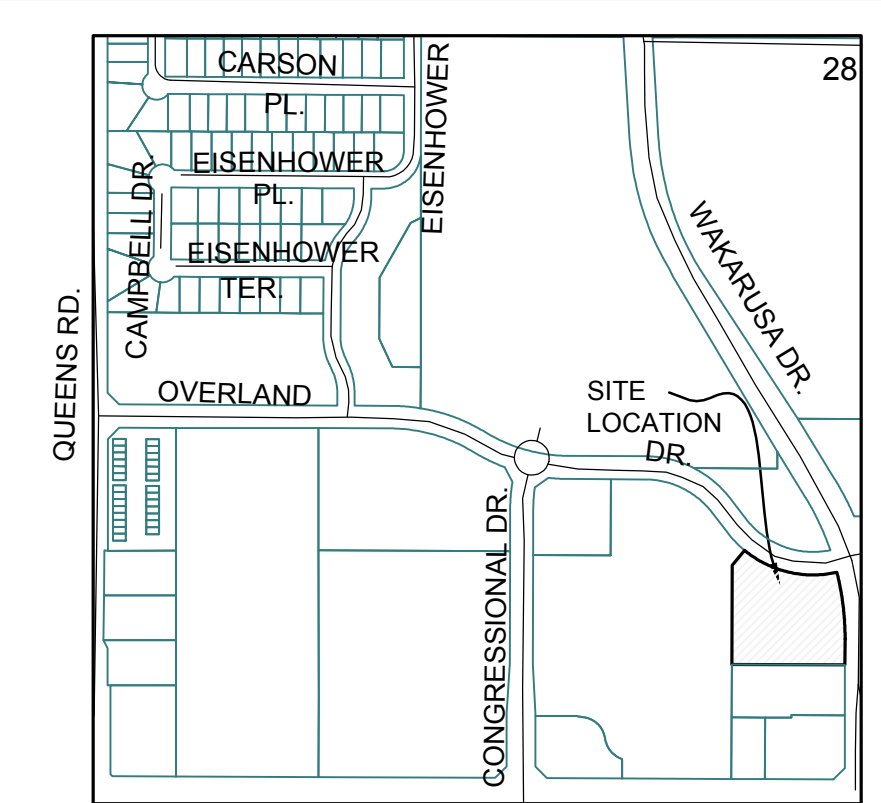 CARSON
PL.
28
EISENHOWER
EISENHOWER
PL.
CAMPBELL DR.
EISENHOWER
TER.
WAKARUSA DR.
QUEENS RD.
OVERLAND
SITE
LOCATION
DR.
CONGRESSIONAL DR.